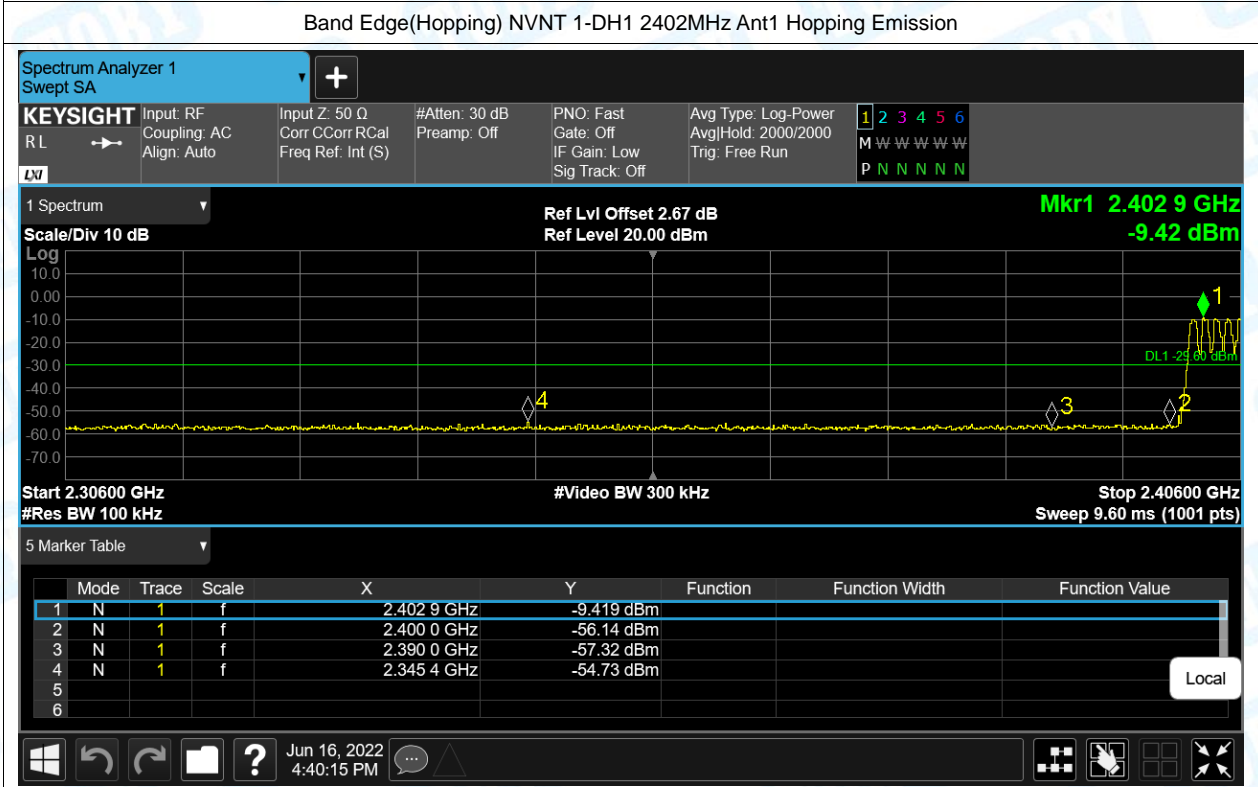 Band Edge(Hopping) NVNT 1-DH1 2402MHz Ant1 Hopping Emission
Spectrum Analyzer 1
Swept SA
+
KEYSIGHT Input: RF Input Z: 50 Ω #Atten: 30 dB PNO: Fast Avg Type: Log-Power 1 2 3 4 5 6
R L Coupling: AC Corr CCorr RCal Preamp: Off Gate: Off Avg|Hold: 2000/2000 M W W W W W
Align: Auto Freq Ref: Int (S) IF Gain: Low Trig: Free Run
LXI Sig Track: Off P N N N N N
1 Spectrum Ref Lvl Offset 2.67 dB Mkr1 2.402 9 GHz
Scale/Div 10 dB Ref Level 20.00 dBm -9.42 dBm
Log
10.0
0.00 1
-10.0
-20.0
DL1 -29.60 dBm
-30.0
-40.0
4 3 2
-50.0
-60.0
-70.0
Start 2.30600 GHz #Video BW 300 kHz Stop 2.40600 GHz
#Res BW 100 kHz Sweep 9.60 ms (1001 pts)
5 Marker Table
Mode Trace Scale X Y Function Function Width Function Value
1 N 1 f 2.402 9 GHz -9.419 dBm
2 N 1 f 2.400 0 GHz -56.14 dBm
3 N 1 f 2.390 0 GHz -57.32 dBm
4 N 1 f 2.345 4 GHz -54.73 dBm
5
6
Local
? Jun 16, 2022
4:40:15 PM